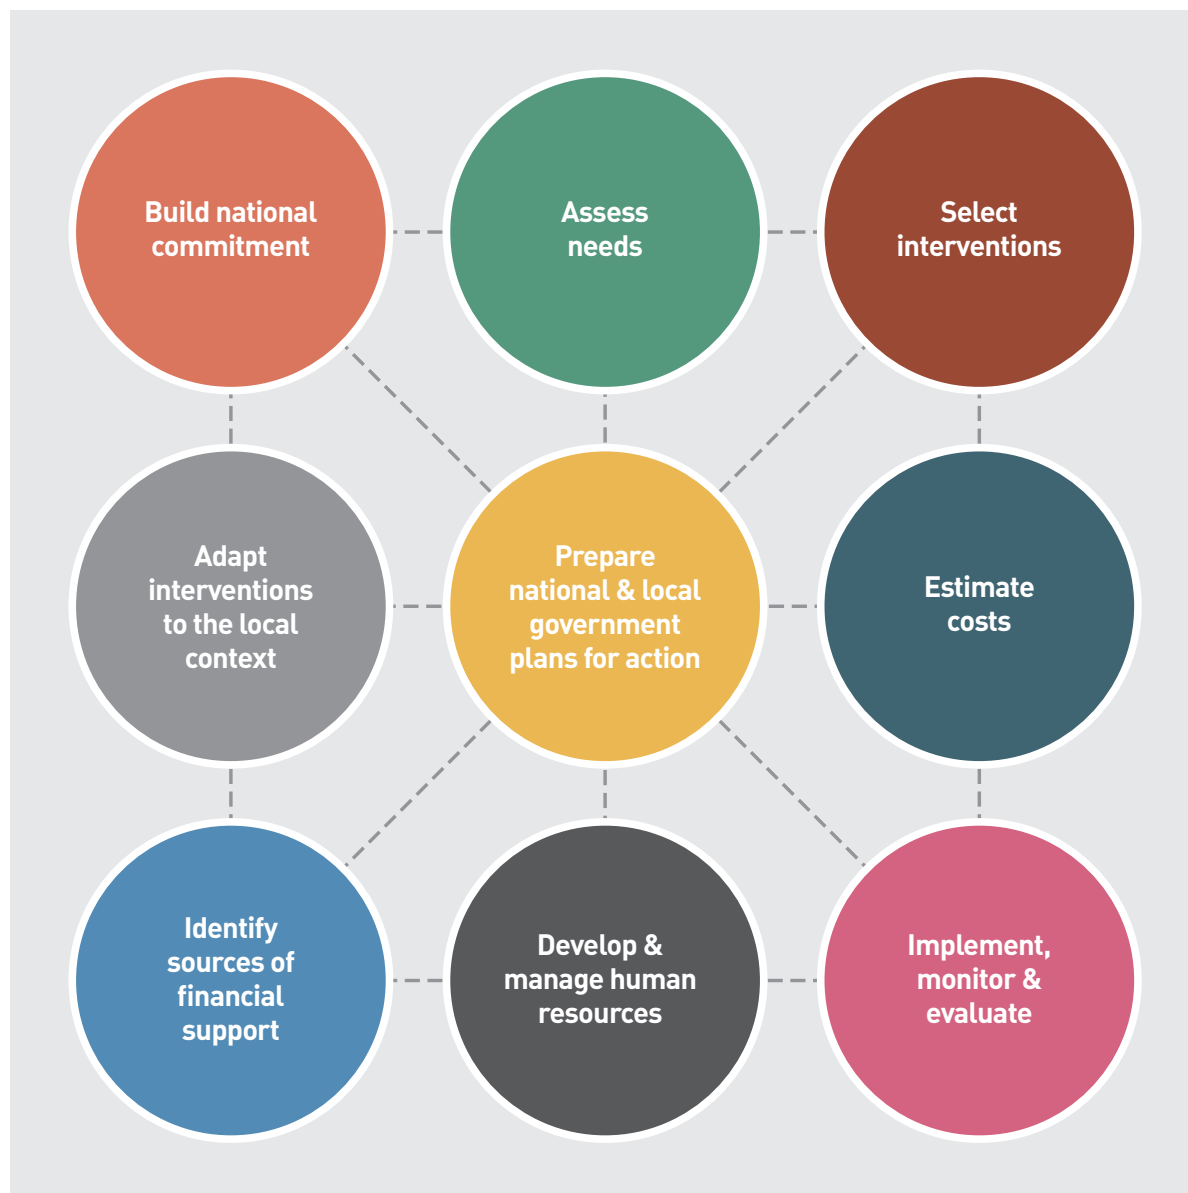 Build national
commitment
Assess
needs
Select
interventions
Adapt
interventions
to the local
context
Prepare
national & local
government
plans for action
Estimate
costs
Identify
sources of
financial
support
Develop &
manage human
resources
Implement,
monitor &
evaluate